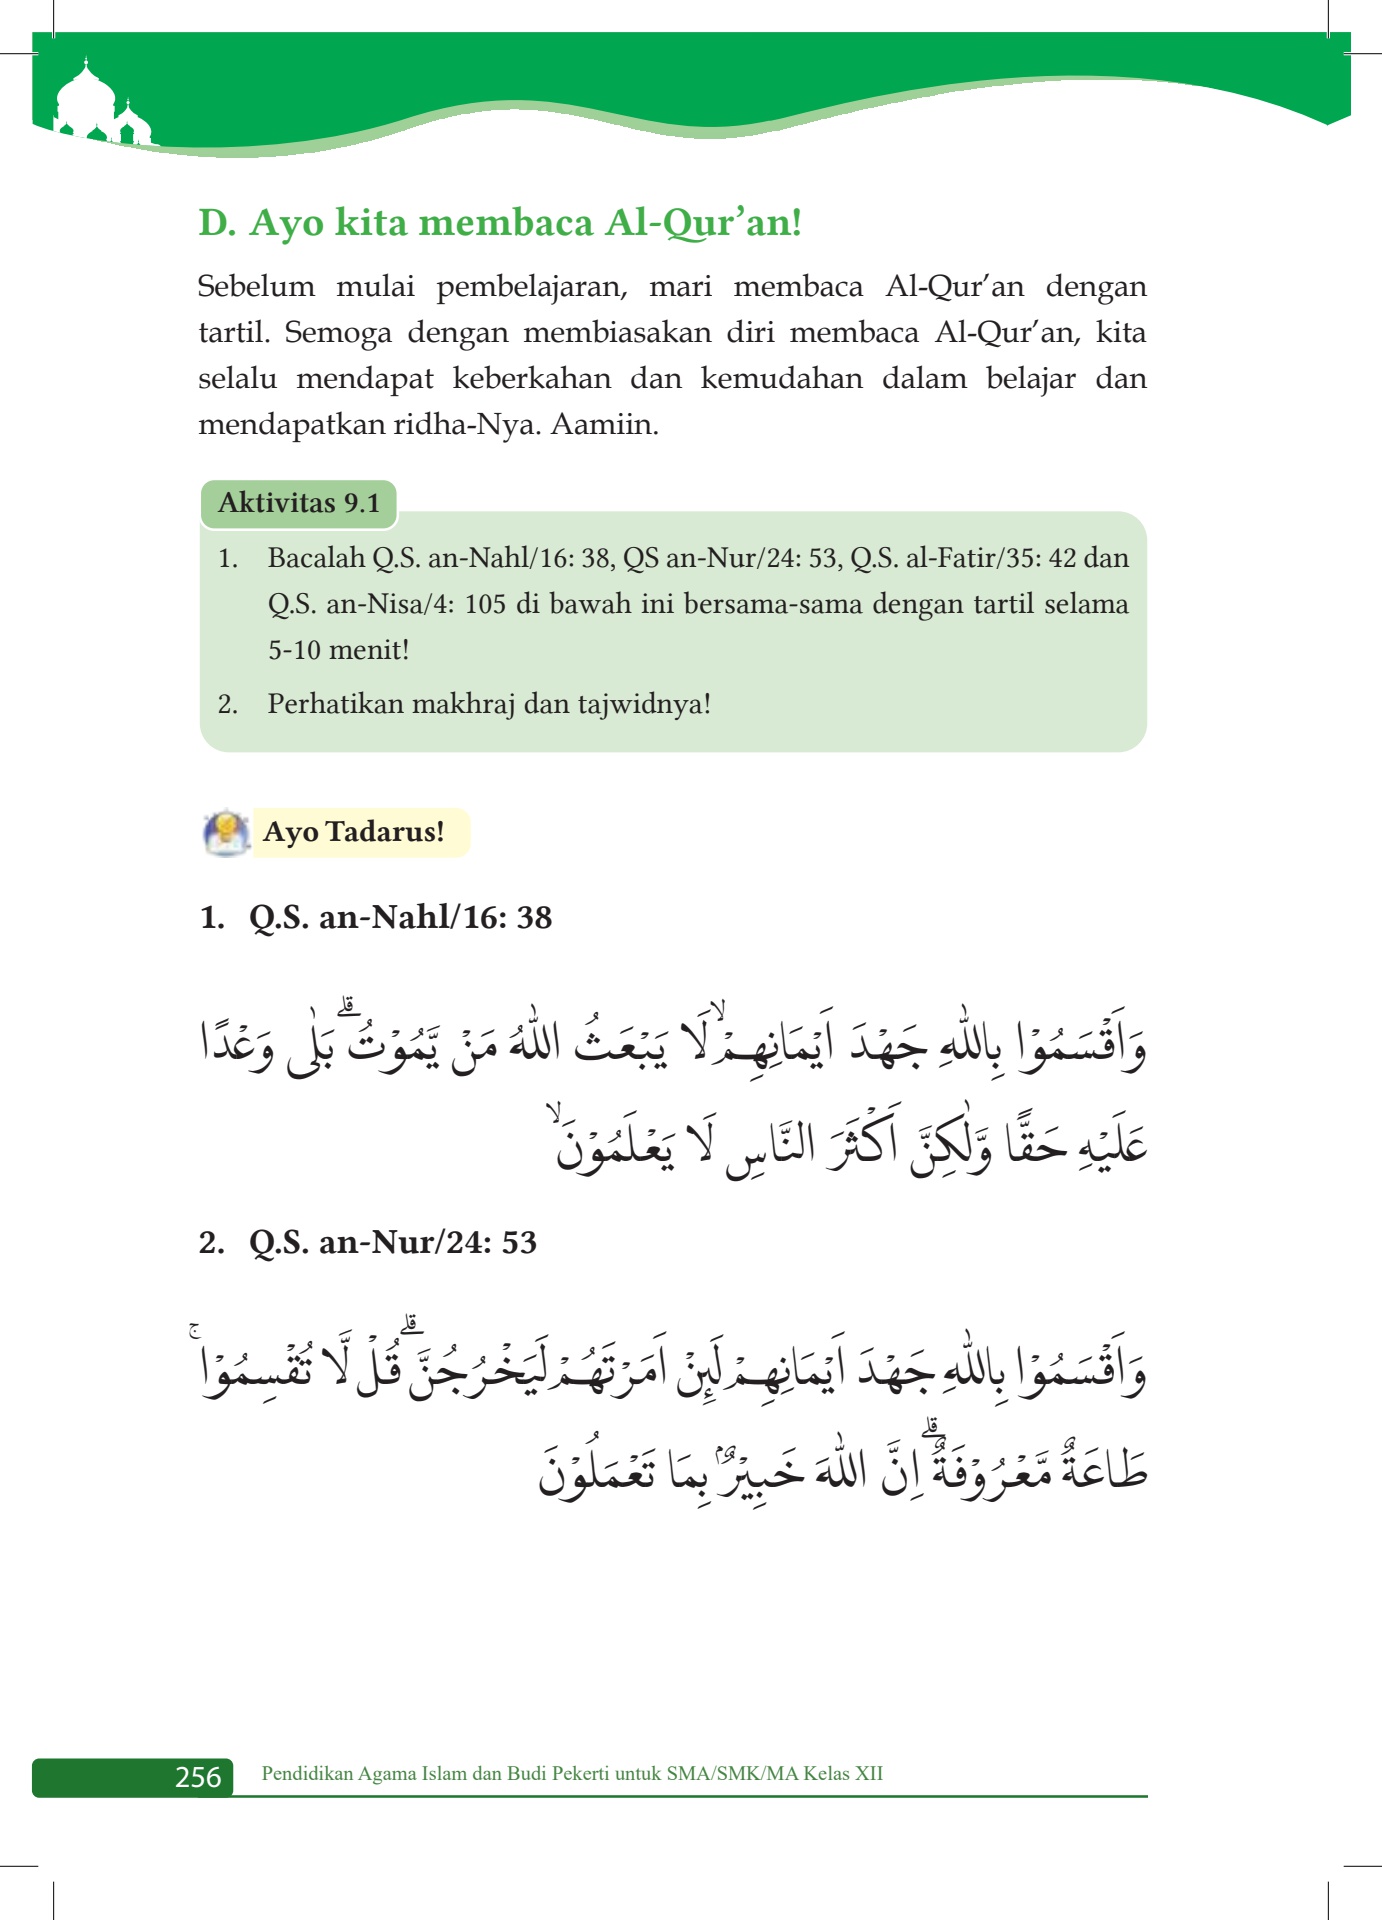 D. Ayo kita membaca Al-Qur’an!
Sebelum mulai pembelajaran, mari membaca Al-Qur’an dengan
tartil. Semoga dengan membiasakan diri membaca Al-Qur’an, kita
selalu mendapat keberkahan dan kemudahan dalam belajar dan
mendapatkan ridha-Nya. Aamiin.
Aktivitas 9.1
1. Bacalah Q.S. an-Nahl/16: 38, QS an-Nur/24: 53, Q.S. al-Fatir/35: 42 dan
Q.S. an-Nisa/4: 105 di bawah ini bersama-sama dengan tartil selama
5-10 menit!
2. Perhatikan makhraj dan tajwidnya!
Ayo Tadarus!
1. Q.S. an-Nahl/16: 38
وَاَقْسَمُوْا بِاللّٰهِ جَهْدَ اَيْمَانِهِمْۙ لَا يَبْعَثُ اللّٰهُ مَنْ يَّمُوْتُۗ بَلٰى وَعْدًا
عَلَيْهِ حَقًّا وَّلٰكِنَّ اَكْثَرَ النَّاسِ لَا يَعْلَمُوْنَۙ
2. Q.S. an-Nur/24: 53
وَاَقْسَمُوْا بِاللّٰهِ جَهْدَ اَيْمَانِهِمْ لَىِٕنْ اَمَرْتَهُمْ لَيَخْرُجُنَّۗ قُلْ لَّا تُقْسِمُوْاۚ
طَاعَةٌ مَّعْرُوْفَةٌۗ اِنَّ اللّٰهَ خَبِيْرٌۢ بِمَا تَعْمَلُوْنَ
256 Pendidikan Agama Islam dan Budi Pekerti untuk SMA/SMK/MA Kelas XII